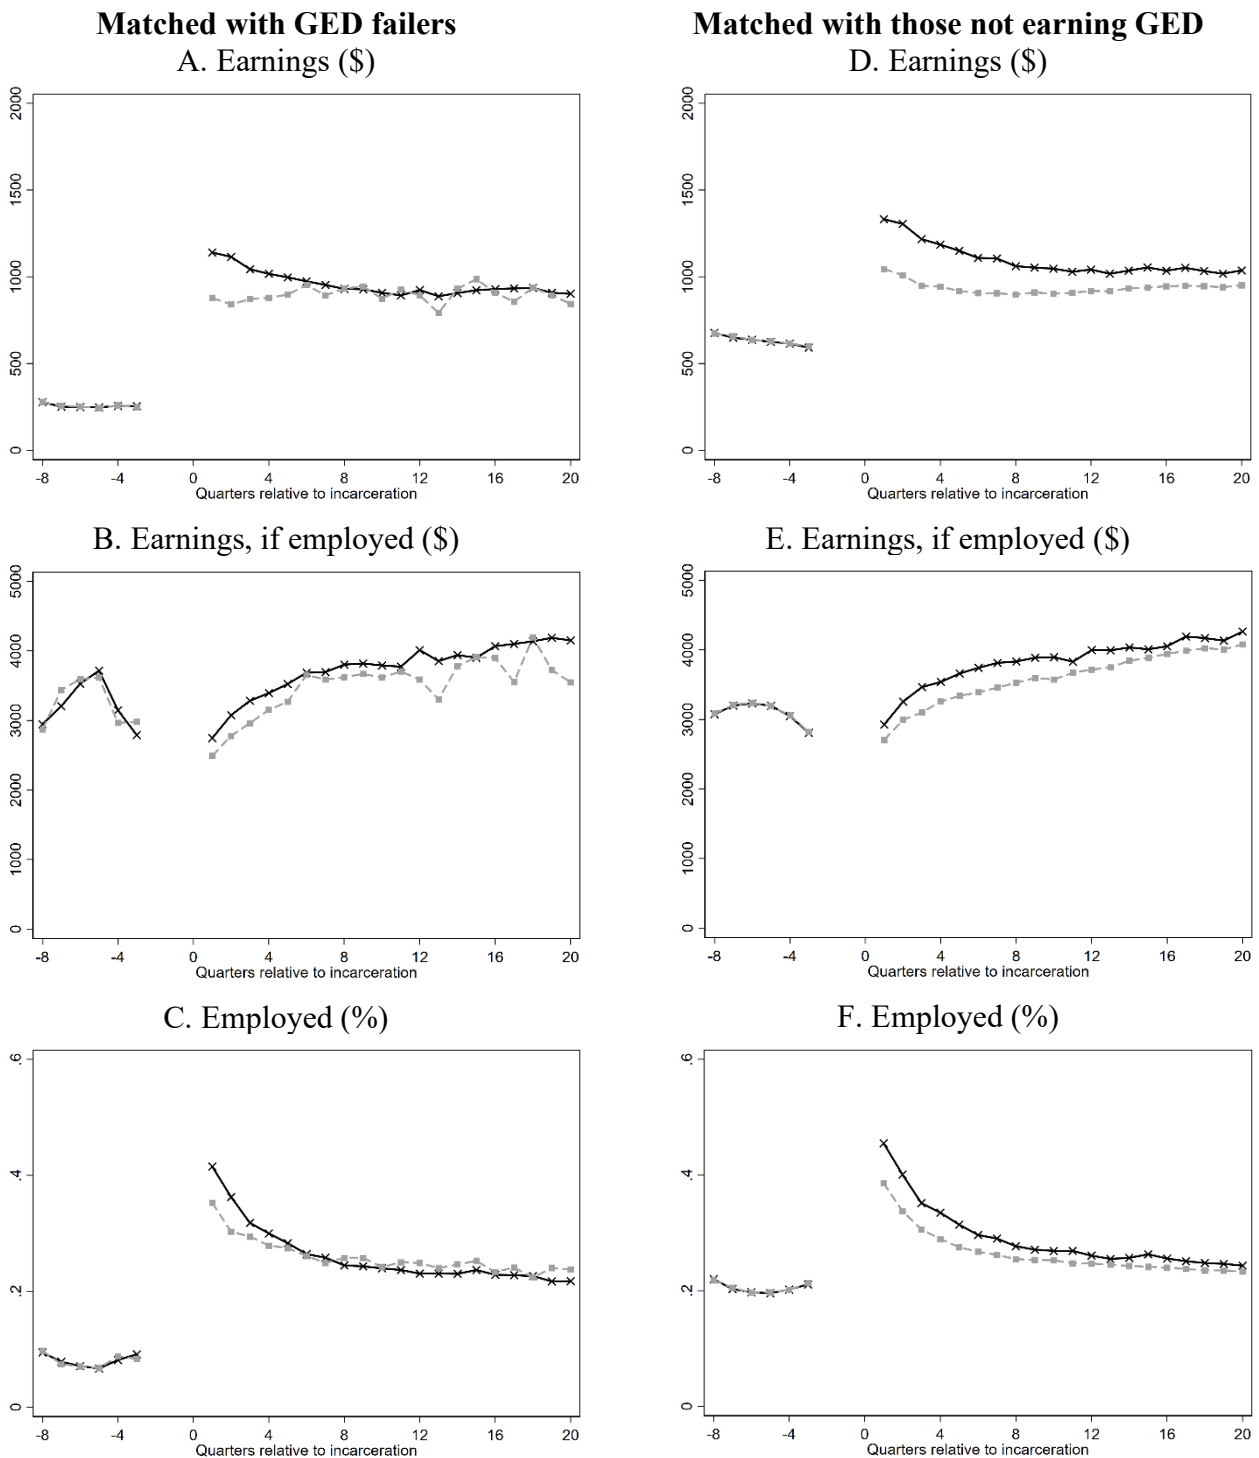 Matched with GED failers
A. Earnings ($)
2000
1500
1000
500
0
-8 -4 0 4 8 12 16 20
Quarters relative to incarceration
B. Earnings, if employed ($)
5000
4000
3000
2000
1000
0
-8 -4 0 4 8 12 16 20
Quarters relative to incarceration
C. Employed (%)
.6
.4
.2
0
-8 -4 0 4 8 12 16 20
Quarters relative to incarceration
Matched with those not earning GED
D. Earnings ($)
2000
1500
1000
500
0
-8 -4 0 4 8 12 16 20
Quarters relative to incarceration
E. Earnings, if employed ($)
5000
4000
3000
2000
1000
0
-8 -4 0 4 8 12 16 20
Quarters relative to incarceration
F. Employed (%)
.6
.4
.2
0
-8 -4 0 4 8 12 16 20
Quarters relative to incarceration